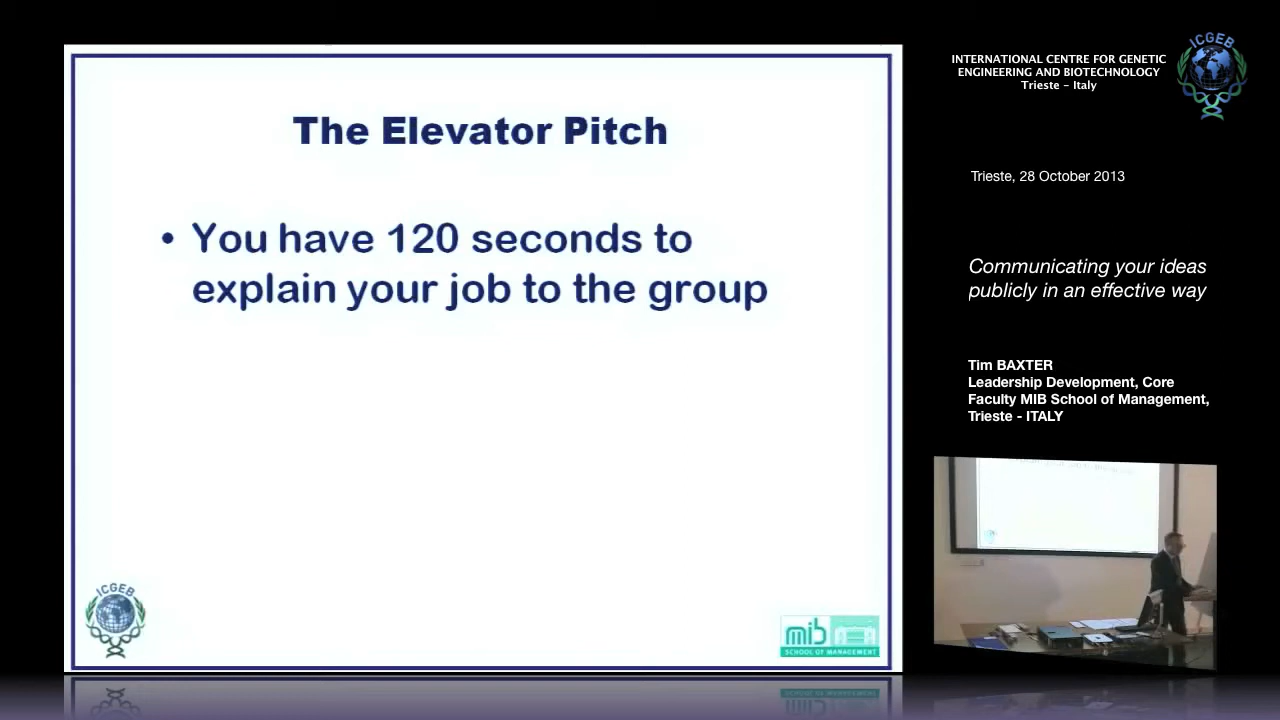 The Elevator Pitch
• You have 120 seconds to
explain your job to the group
ICGEB
mib
SCHOOL OF MANAGEMENT
INTERNATIONAL CENTRE FOR GENETIC
ENGINEERING AND BIOTECHNOLOGY
Trieste - Italy
ICGEB
Trieste, 28 October 2013
Communicating your ideas
publicly in an effective way
Tim BAXTER
Leadership Development, Core
Faculty MIB School of Management,
Trieste - ITALY